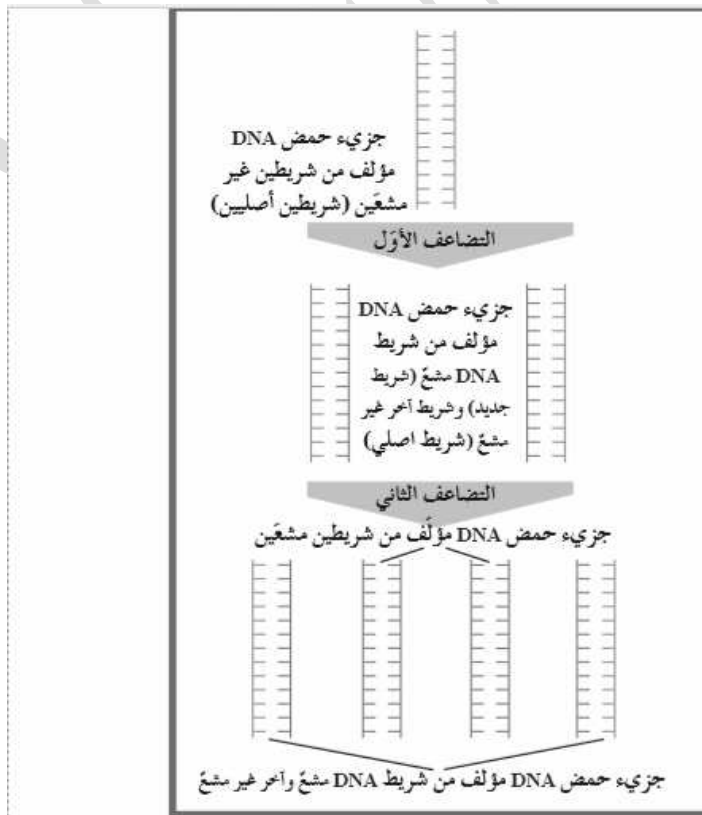 جزيء حمض DNA
مؤلف من شريطين غير
مشعَين (شريطين أصليين)
التضاعف الأوَل
جزيء حمض DNA
مؤلف من شريط
DNA مشعّ (شريط
جديد) وشريط آخر غير
مشعّ (شريط اصلي)
التضاعف الثاني
جزيء حمض DNA مؤلَف من شريطين مشعَين
جزيء حمض DNA مؤلف من شريط DNA مشعّ وآخر غير مشعّ